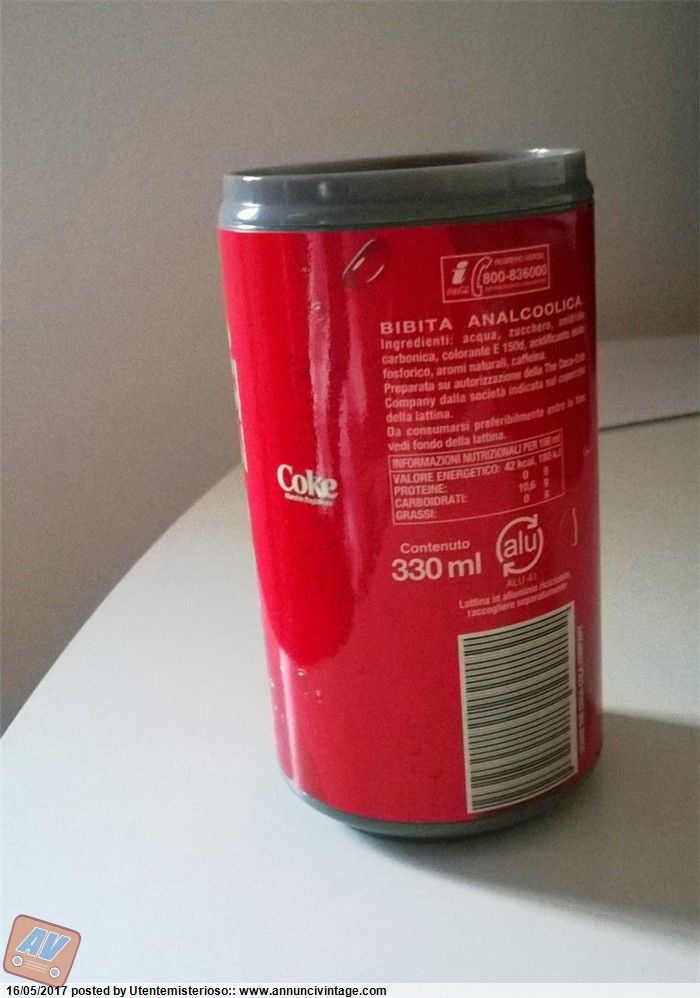 NUMERO VERDE
i 800-836000
BIBITA ANALCOOLICA.
Ingredienti: acqua, zucchero, anidride
carbonica, colorante E 150d, acidificante acido
fosforico, aromi naturali, caffeina.
Preparata su autorizzazione della The Coca-Cola
Company dalla società indicata sul coperchio
della lattina.
Da consumarsi preferibilmente entro la fine:
vedi fondo della lattina.
INFORMAZIONI NUTRIZIONALI PER 100 ml
VALORE ENERGETICO: 42 kcal, 180 kJ
PROTEINE: 0 g
CARBOIDRATI: 10,6 g
GRASSI: 0 g
Coke
Contenuto
330 ml
alu
ALU 41
Lattina in alluminio riciclabile
raccogliere separatamente
THE COCA-COLA COMPANY
AV
16/05/2017 posted by Utentemisterioso:: www.annuncivintage.com